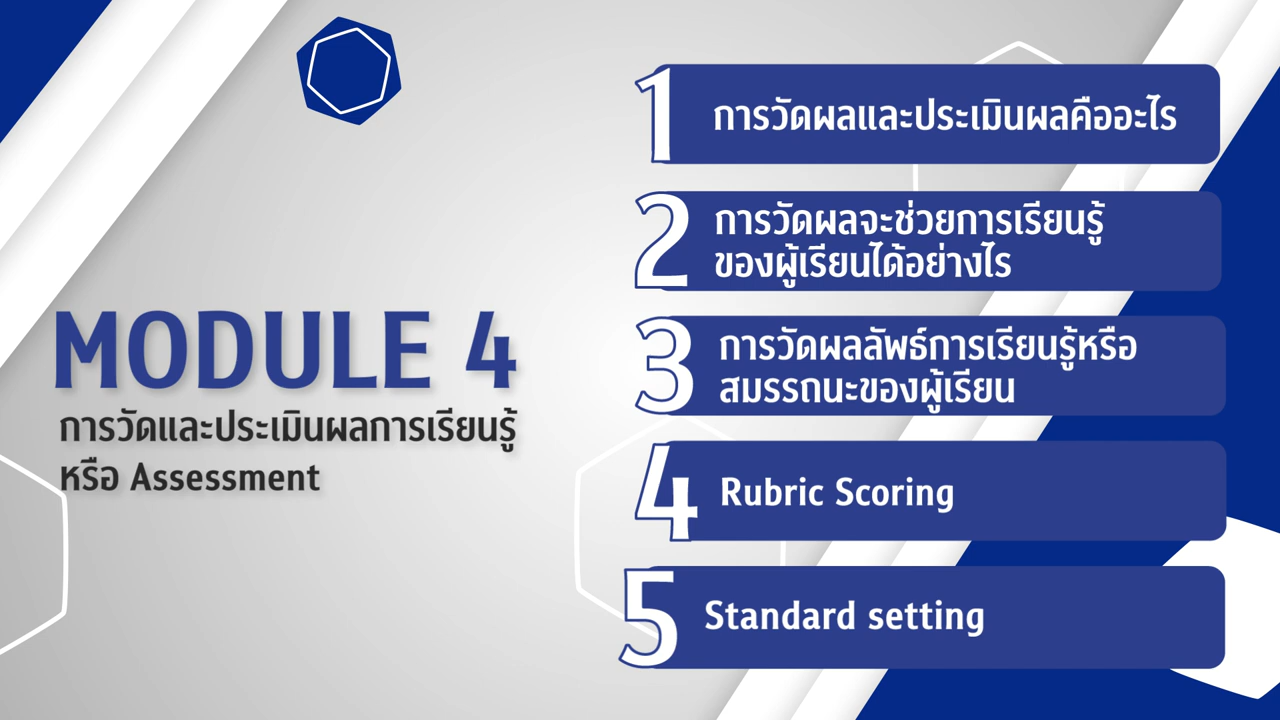 MODULE 4
การวัดและประเมินผลการเรียนรู้
หรือ Assessment
1 การวัดผลและประเมินผลคืออะไร
2 การวัดผลจะช่วยการเรียนรู้
ของผู้เรียนได้อย่างไร
3 การวัดผลลัพธ์การเรียนรู้หรือ
สมรรถนะของผู้เรียน
4 Rubric Scoring
5 Standard setting